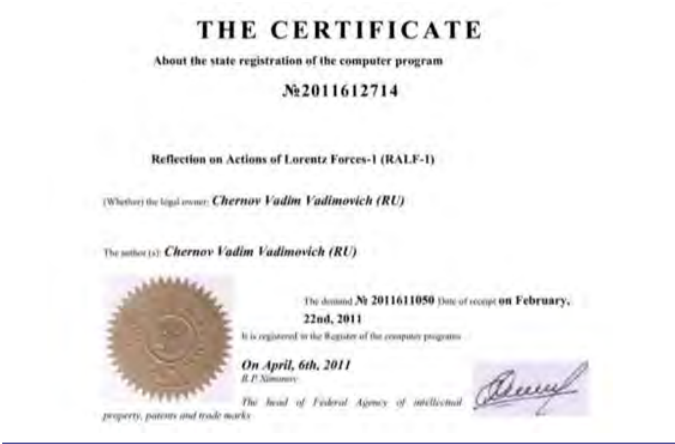 THE CERTIFICATE
About the state registration of the computer program
№2011612714
Reflection on Actions of Lorentz Forces-1 (RALF-1)
(Whether) the legal owner: Chernov Vadim Vadimovich (RU)
The author (s): Chernov Vadim Vadimovich (RU)
The demand № 2011611050 Date of receipt on February,
22nd, 2011
It is registered in the Register of the computer programs
On April, 6th, 2011
B. P. Simonov
The head of Federal Agency of intellectual
property, patents and trade marks